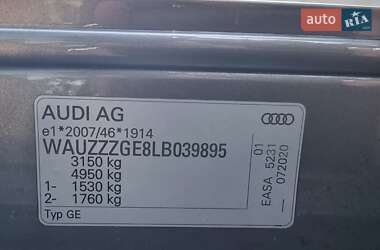 auto RIA
AUDI AG
e1*2007/46*1914
WAUZZZGE8LB039895
3150 kg
4950 kg
1- 1530 kg
2- 1760 kg
Typ GE
EASA 5231 01
072020